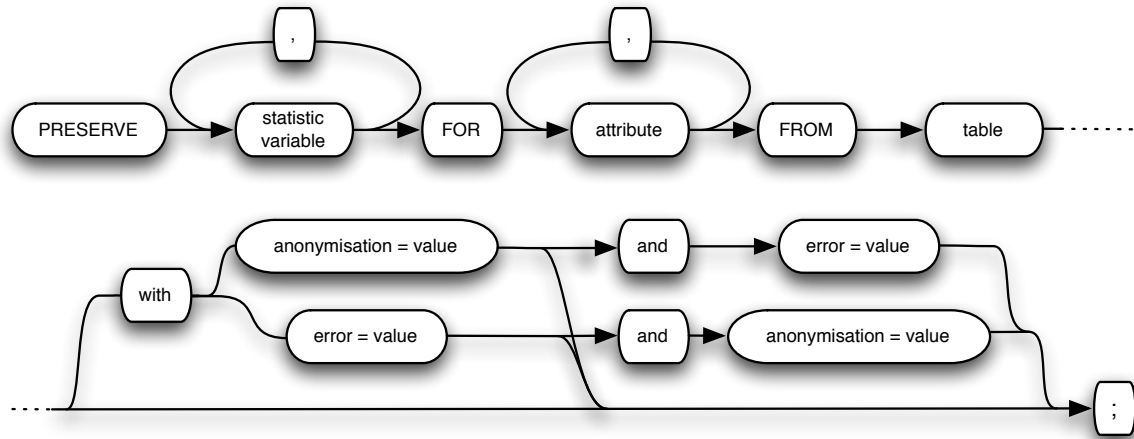 ,
,
PRESERVE
statistic
variable
FOR
attribute
FROM
table
anonymisation = value
and
error = value
with
error = value
and
anonymisation = value
;